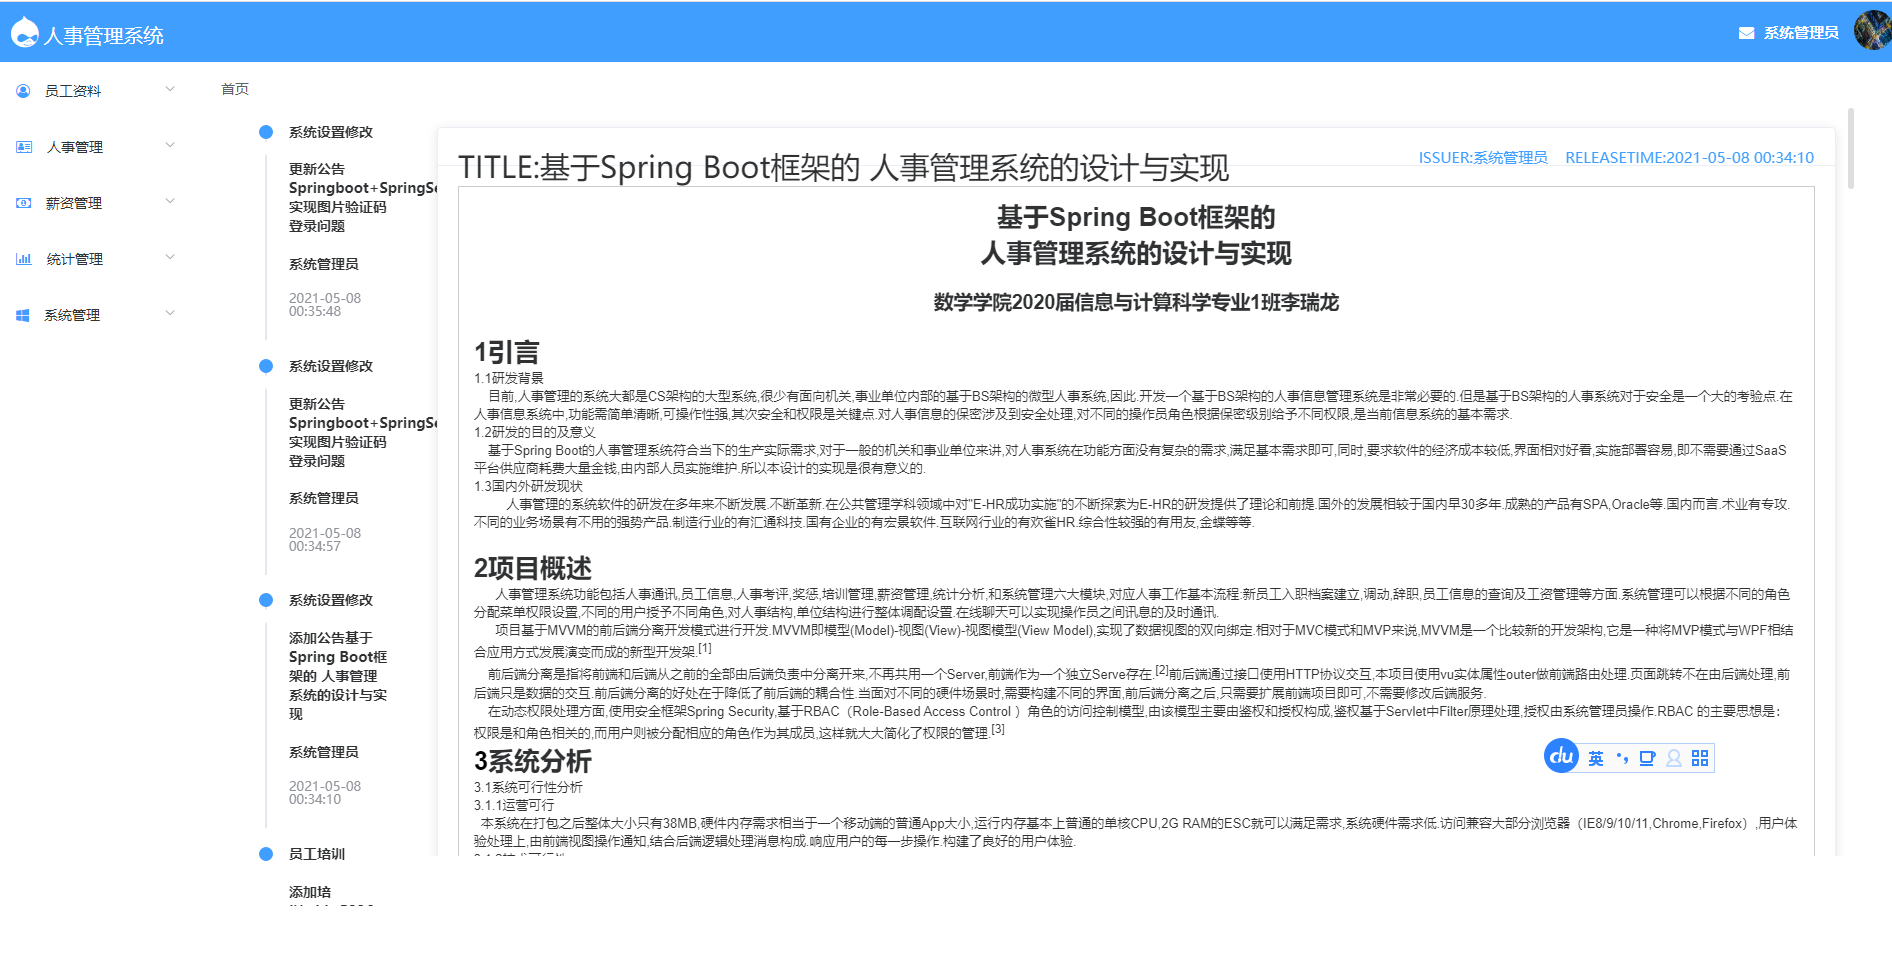 人事管理系统
系统管理员
员工资料
人事管理
薪资管理
统计管理
系统管理
首页
系统设置修改
更新公告
Springboot+SpringSe
实现图片验证码
登录问题
系统管理员
2021-05-08
00:35:48
系统设置修改
更新公告
Springboot+SpringSe
实现图片验证码
登录问题
系统管理员
2021-05-08
00:34:57
系统设置修改
添加公告基于
Spring Boot框
架的 人事管理
系统的设计与实
现
系统管理员
2021-05-08
00:34:10
员工培训
添加培
TITLE:基于Spring Boot框架的 人事管理系统的设计与实现
ISSUER:系统管理员 RELEASETIME:2021-05-08 00:34:10
基于Spring Boot框架的
人事管理系统的设计与实现
数学学院2020届信息与计算科学专业1班李瑞龙
1引言
1.1研发背景
目前,人事管理的系统大都是CS架构的大型系统,很少有面向机关,事业单位内部的基于BS架构的微型人事系统,因此.开发一个基于BS架构的人事信息管理系统是非常必要的.但是基于BS架构的人事系统对于安全是一个大的考验点.在
人事信息系统中,功能需简单清晰,可操作性强,其次安全和权限是关键点.对人事信息的保密涉及到安全处理,对不同的操作员角色根据保密级别给予不同权限,是当前信息系统的基本需求.
1.2研发的目的及意义
基于Spring Boot的人事管理系统符合当下的生产实际需求,对于一般的机关和事业单位来讲,对人事系统在功能方面没有复杂的需求,满足基本需求即可,同时,要求软件的经济成本较低,界面相对好看,实施部署容易,即不需要通过SaaS
平台供应商耗费大量金钱,由内部人员实施维护.所以本设计的实现是很有意义的.
1.3国内外研发现状
人事管理的系统软件的研发在多年来不断发展.不断革新.在公共管理学科领域中对"E-HR成功实施"的不断探索为E-HR的研发提供了理论和前提.国外的发展相较于国内早30多年.成熟的产品有SPA,Oracle等.国内而言.术业有专攻.
不同的业务场景有不用的强势产品.制造行业的有汇通科技.国有企业的有宏景软件.互联网行业的有欢雀HR.综合性较强的有用友,金蝶等等.
2项目概述
人事管理系统功能包括人事通讯,员工信息,人事考评,奖惩,培训管理,薪资管理,统计分析,和系统管理六大模块,对应人事工作基本流程:新员工入职档案建立,调动,辞职,员工信息的查询及工资管理等方面.系统管理可以根据不同的角色
分配菜单权限设置,不同的用户授予不同角色,对人事结构,单位结构进行整体调配设置.在线聊天可以实现操作员之间讯息的及时通讯.
项目基于MVVM的前后端分离开发模式进行开发.MVVM即模型(Model)-视图(View)-视图模型(View Model),实现了数据视图的双向绑定.相对于MVC模式和MVP来说,MVVM是一个比较新的开发架构,它是一种将MVP模式与WPF相结
合应用方式发展演变而成的新型开发架.[1]
前后端分离是指将前端和后端从之前的全部由后端负责中分离开来,不再共用一个Server,前端作为一个独立Serve存在.[2]前后端通过接口使用HTTP协议交互,本项目使用vu实体属性outer做前端路由处理.页面跳转不在由后端处理,前
后端只是数据的交互.前后端分离的好处在于降低了前后端的耦合性.当面对不同的硬件场景时,需要构建不同的界面,前后端分离之后,只需要扩展前端项目即可,不需要修改后端服务.
在动态权限处理方面,使用安全框架Spring Security,基于RBAC（Role-Based Access Control ）角色的访问控制模型,由该模型主要由鉴权和授权构成,鉴权基于Servlet中Filter原理处理,授权由系统管理员操作.RBAC 的主要思想是：
权限是和角色相关的,而用户则被分配相应的角色作为其成员,这样就大大简化了权限的管理.[3]
3系统分析
3.1系统可行性分析
3.1.1运营可行
本系统在打包之后整体大小只有38MB,硬件内存需求相当于一个移动端的普通App大小,运行内存基本上普通的单核CPU,2G RAM的ESC就可以满足需求,系统硬件需求低.访问兼容大部分浏览器（IE8/9/10/11,Chrome,Firefox）,用户体
验处理上,由前端视图操作通知,结合后端逻辑处理消息构成.响应用户的每一步操作.构建了良好的用户体验.
du 英